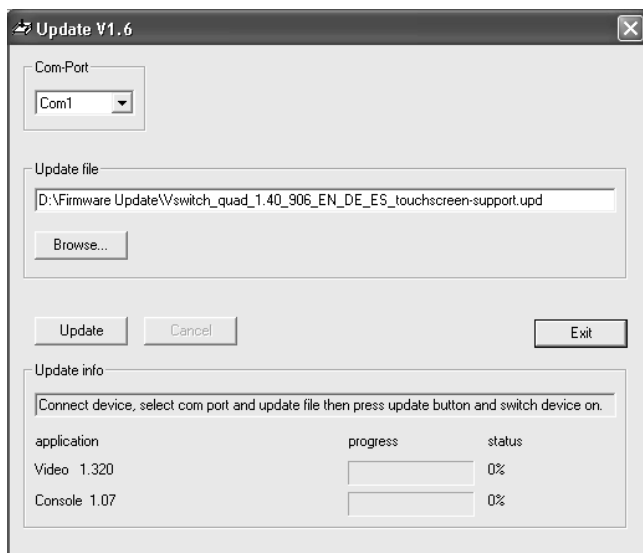 Update V1.6
Com-Port
Com1
Update file
D:\Firmware Update\Vswitch_quad_1.40_906_EN_DE_ES_touchscreen-support.upd
Browse...
Update Cancel Exit
Update info
Connect device, select com port and update file then press update button and switch device on.
application progress status
Video 1.320 0%
Console 1.07 0%